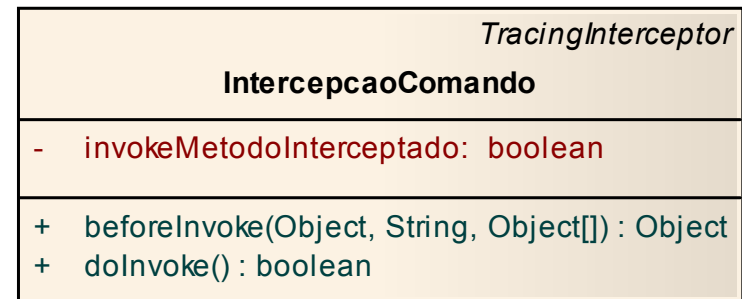 TracingInterceptor
IntercepcaoComando
- invokeMetodoInterceptado: boolean
+ beforeInvoke(Object, String, Object[]) : Object
+ doInvoke() : boolean